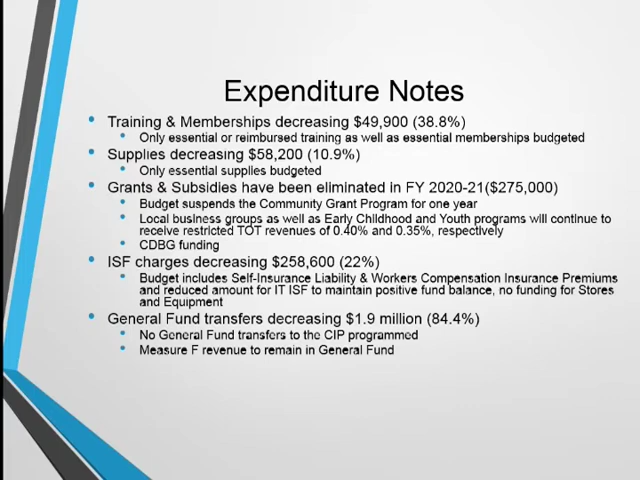 Expenditure Notes
• Training & Memberships decreasing $49,900 (38.8%)
• Only essential or reimbursed training as well as essential memberships budgeted
• Supplies decreasing $58,200 (10.9%)
• Only essential supplies budgeted
• Grants & Subsidies have been eliminated in FY 2020-21($275,000)
• Budget suspends the Community Grant Program for one year
• Local business groups as well as Early Childhood and Youth programs will continue to
receive restricted TOT revenues of 0.40% and 0.35%, respectively
• CDBG funding
• ISF charges decreasing $258,600 (22%)
• Budget includes Self-Insurance Liability & Workers Compensation Insurance Premiums
and reduced amount for IT ISF to maintain positive fund balance, no funding for Stores
and Equipment
• General Fund transfers decreasing $1.9 million (84.4%)
• No General Fund transfers to the CIP programmed
• Measure F revenue to remain in General Fund